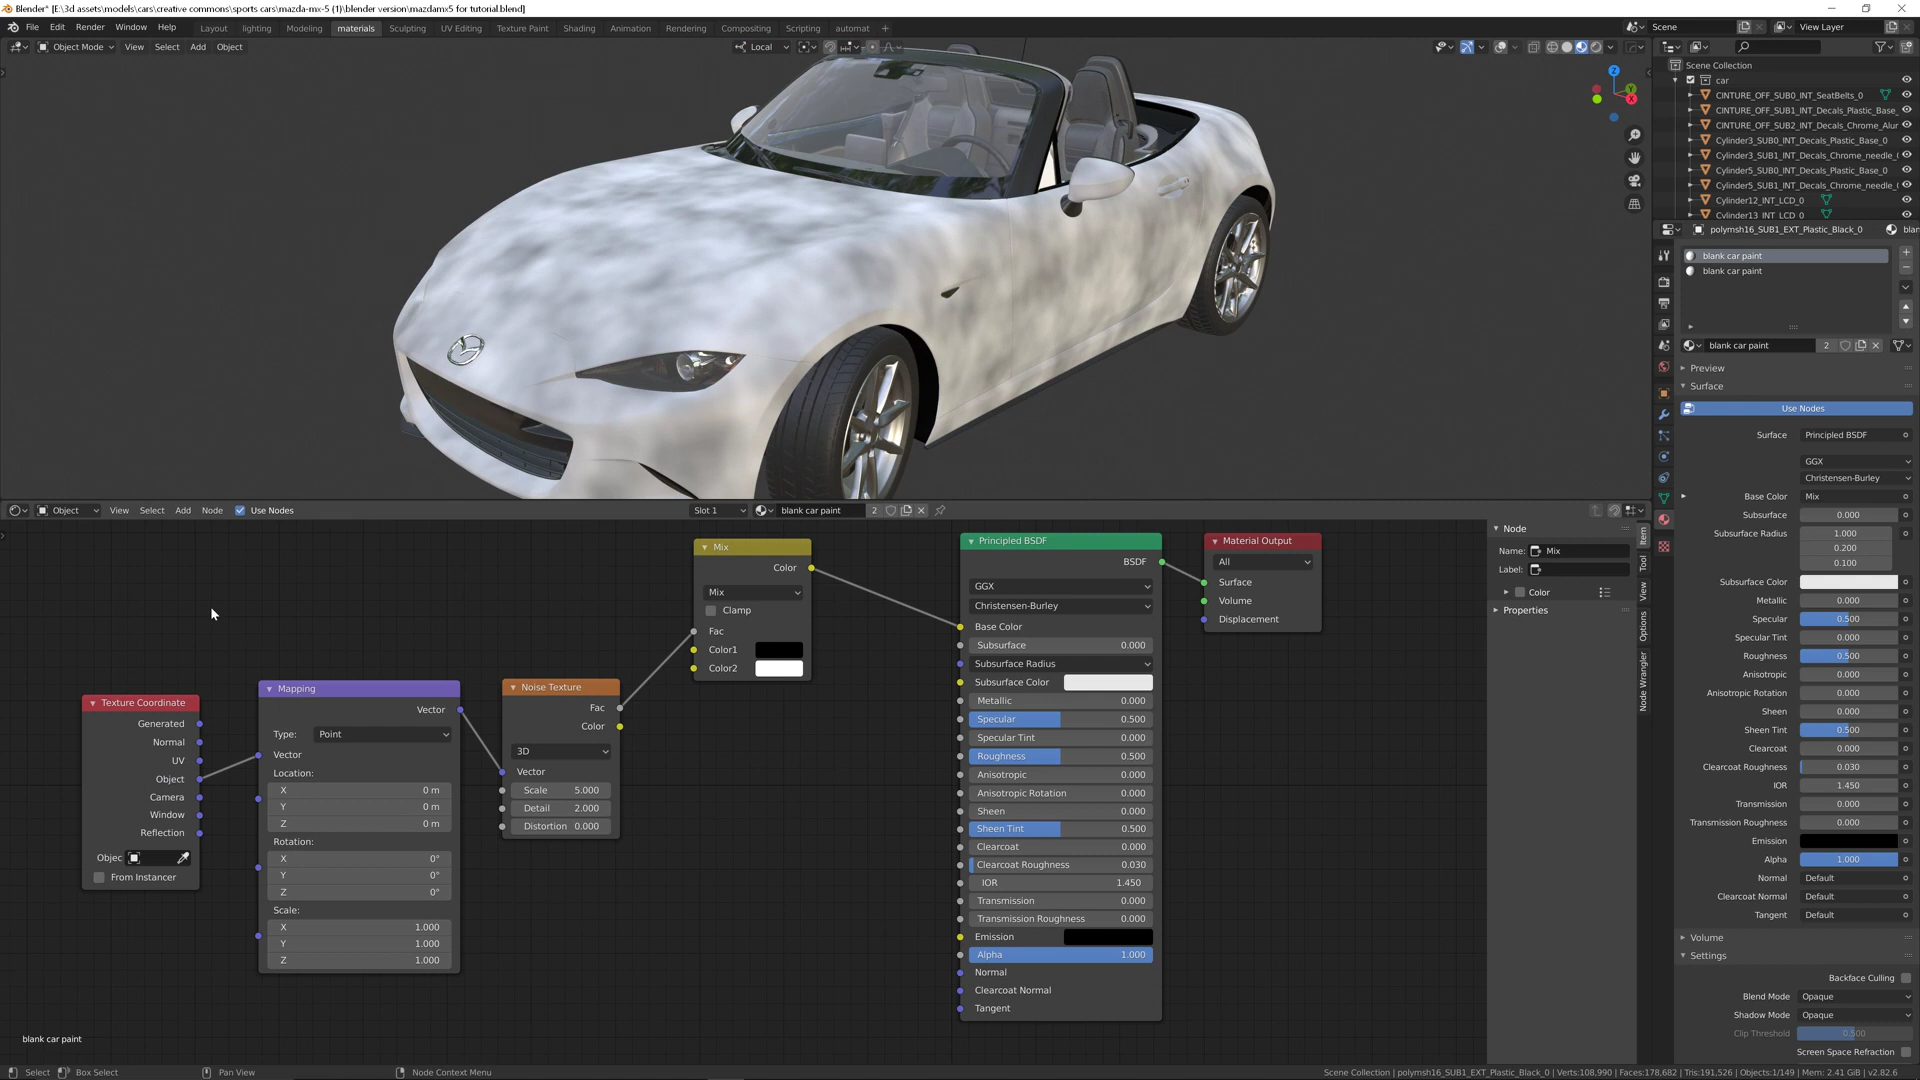 Blender* [E:\3d assets\models\cars\creative commons\sports cars\mazda-mx-5 (1)\blender version\mazdamx5 for tutorial.blend]
File Edit Render Window Help Layout lighting Modeling materials Sculpting UV Editing Texture Paint Shading Animation Rendering Compositing Scripting automat Scene View Layer
Object Mode View Select Add Object Local
Z
Y
X
Scene Collection
car
CINTURE_OFF_SUB0_INT_SeatBelts_0
CINTURE_OFF_SUB1_INT_Decals_Plastic_Base_
CINTURE_OFF_SUB2_INT_Decals_Chrome_Alur
Cylinder3_SUB0_INT_Decals_Plastic_Base_0
Cylinder3_SUB1_INT_Decals_Chrome_needle_(
Cylinder5_SUB0_INT_Decals_Plastic_Base_0
Cylinder5_SUB1_INT_Decals_Chrome_needle_(
Cylinder12_INT_LCD_0
Cylinder13_INT_LCD_0
polymsh16_SUB1_EXT_Plastic_Black_0 blan
blank car paint
blank car paint
blank car paint 2
Preview
Surface
Use Nodes
Surface Principled BSDF
GGX
Christensen-Burley
Base Color Mix
Subsurface 0.000
Subsurface Radius 1.000
0.200
0.100
Subsurface Color
Metallic 0.000
Specular 0.500
Specular Tint 0.000
Roughness 0.500
Anisotropic 0.000
Anisotropic Rotation 0.000
Sheen 0.000
Sheen Tint 0.500
Clearcoat 0.000
Clearcoat Roughness 0.030
IOR 1.450
Transmission 0.000
Transmission Roughness 0.000
Emission
Alpha 1.000
Normal Default
Clearcoat Normal Default
Tangent Default
Volume
Settings
Backface Culling
Blend Mode Opaque
Shadow Mode Opaque
Clip Threshold 0.500
Screen Space Refraction
Object View Select Add Node Use Nodes Slot 1 blank car paint 2
Texture Coordinate
Generated
Normal
UV
Object
Camera
Window
Reflection
Objec
From Instancer
Mapping
Vector
Type: Point
Vector
Location:
X 0 m
Y 0 m
Z 0 m
Rotation:
X 0°
Y 0°
Z 0°
Scale:
X 1.000
Y 1.000
Z 1.000
Noise Texture
Fac
Color
3D
Vector
Scale 5.000
Detail 2.000
Distortion 0.000
Mix
Color
Mix
Clamp
Fac
Color1
Color2
Principled BSDF
BSDF
GGX
Christensen-Burley
Base Color
Subsurface 0.000
Subsurface Radius
Subsurface Color
Metallic 0.000
Specular 0.500
Specular Tint 0.000
Roughness 0.500
Anisotropic 0.000
Anisotropic Rotation 0.000
Sheen 0.000
Sheen Tint 0.500
Clearcoat 0.000
Clearcoat Roughness 0.030
IOR 1.450
Transmission 0.000
Transmission Roughness 0.000
Emission
Alpha 1.000
Normal
Clearcoat Normal
Tangent
Material Output
All
Surface
Volume
Displacement
Node
Name: Mix
Label:
Color
Properties
Item
Tool
View
Options
Node Wrangler
blank car paint
Select Box Select Pan View Node Context Menu
Scene Collection | polymsh16_SUB1_EXT_Plastic_Black_0 | Verts:108,990 | Faces:178,682 | Tris:191,526 | Objects:1/149 | Mem: 2.41 GiB | v2.82.6